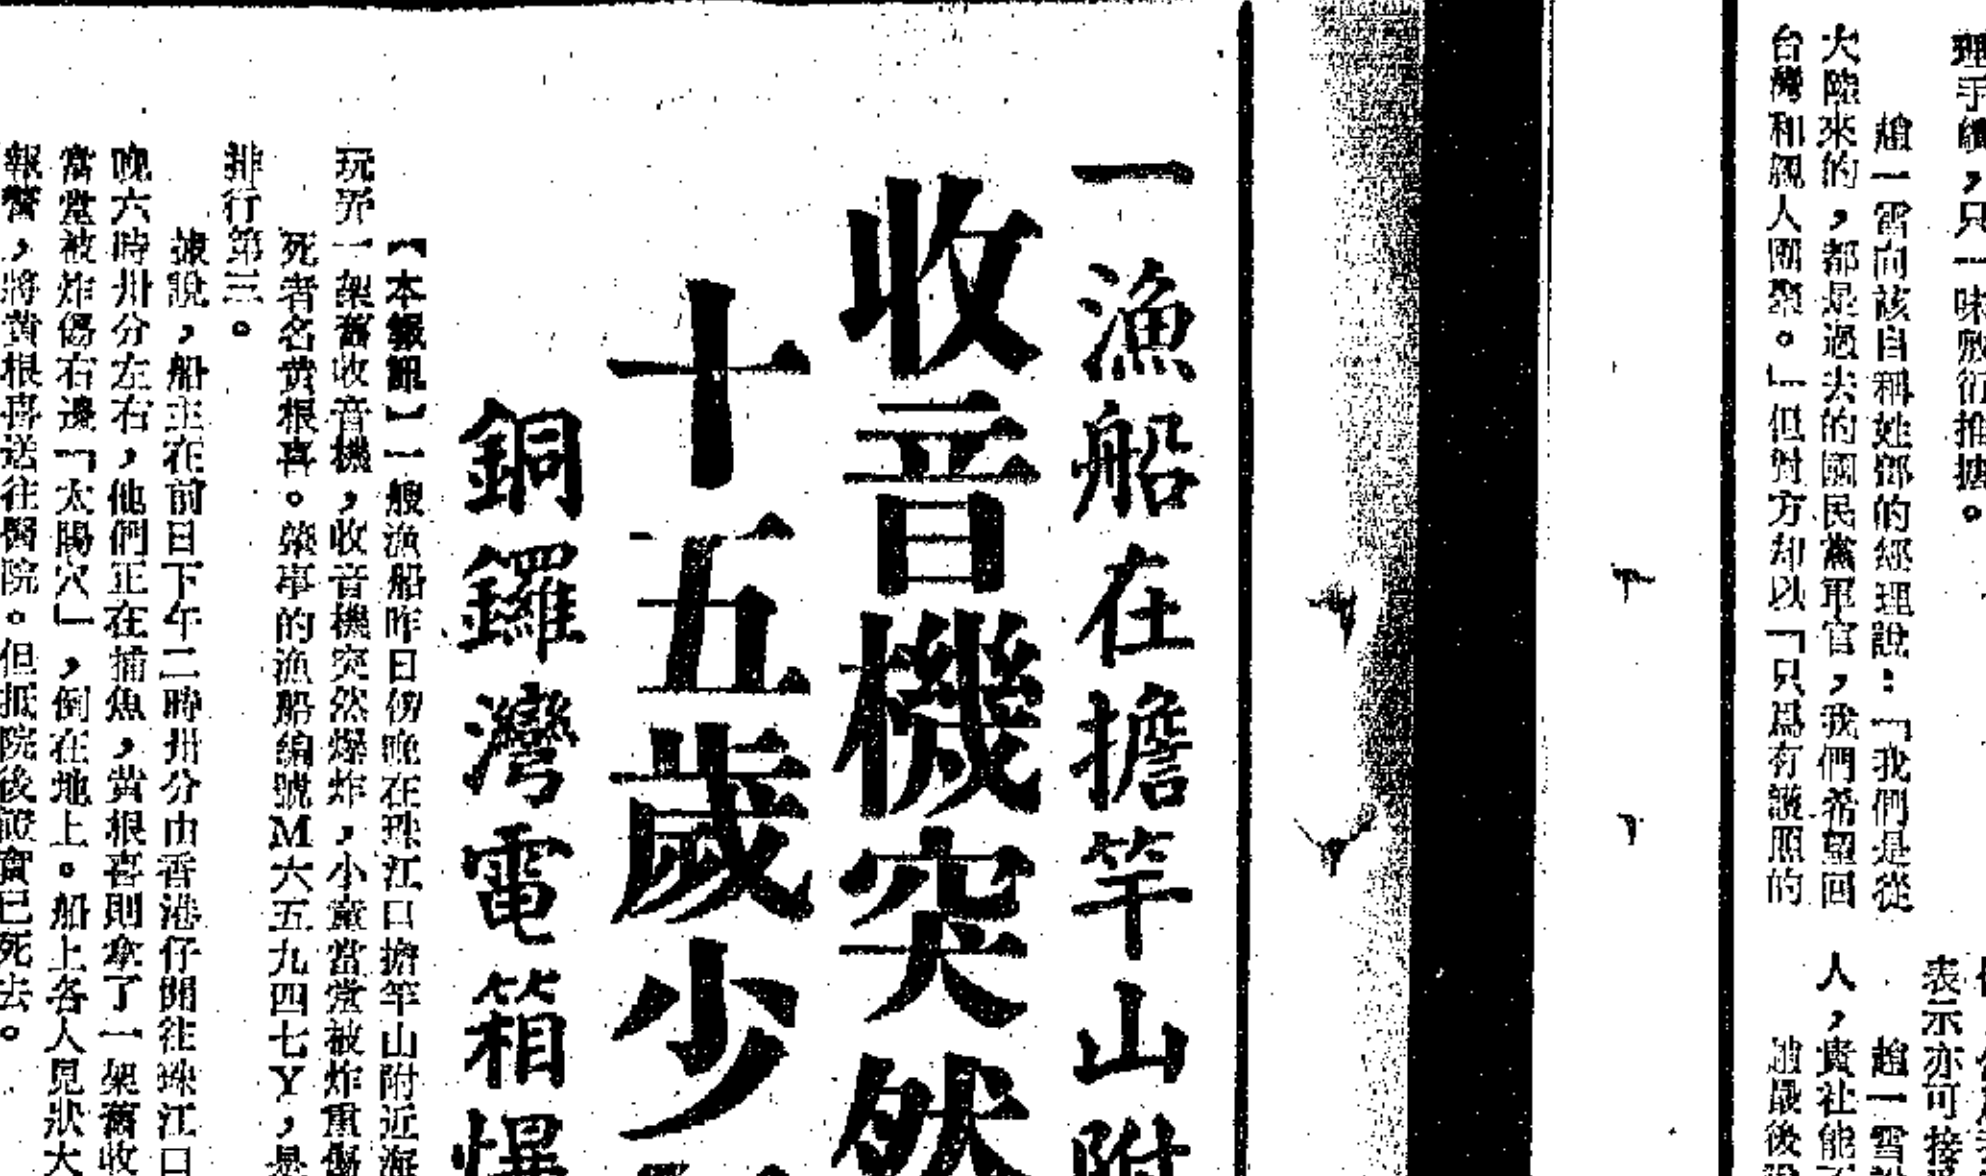 理手續，只一味敷衍推搪。
趙一雷向該自稱姓鄧的經理說：「我們是從
大陸來的，都是過去的國民黨軍官，我們希望回
台灣和親人團聚。」但對方却以「只爲有護照的
表示亦可接
趙一雪
人，貴社能
趙最後
一漁船在擔竿山附
收音機突然
十五歲少
銅鑼灣電箱爆
【本報訊】一艘漁船昨日傍晚在珠江口擔竿山附近海
玩弄一架舊收音機，收音機突然爆炸，小童當堂被炸重傷
死者名黄根喜。肇事的漁船編號M六五九四七Y，是
排行第三。
據說，船主在前日下午二時卅分由香港仔開往珠江口
晚六時卅分左右，他們正在捕魚，黄根喜則拿了一架舊收
當堂被炸傷右邊「太陽穴」，倒在地上。船上各人見狀大
報警，將黄根喜送往醫院。但抵院後證實已死去。